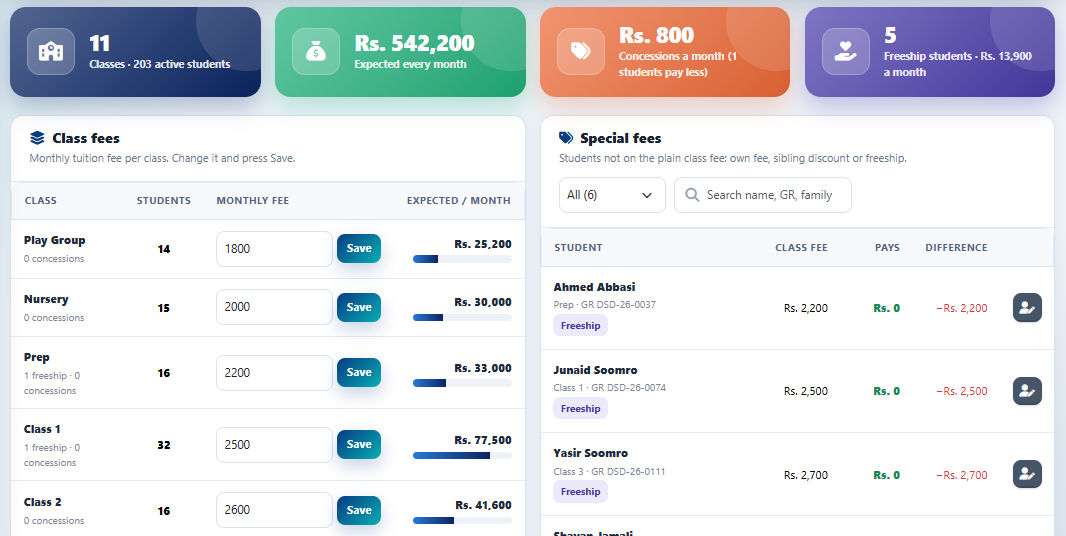 11
Classes · 203 active students
Rs. 542,200
Expected every month
Rs. 800
Concessions a month (1
students pay less)
5
Freeship students · Rs. 13,900
a month
Class fees
Monthly tuition fee per class. Change it and press Save.
CLASS STUDENTS MONTHLY FEE EXPECTED / MONTH
Play Group
0 concessions
14
1800
Save
Rs. 25,200
Nursery
0 concessions
15
2000
Save
Rs. 30,000
Prep
1 freeship · 0
concessions
16
2200
Save
Rs. 33,000
Class 1
1 freeship · 0
concessions
32
2500
Save
Rs. 77,500
Class 2
0 concessions
16
2600
Save
Rs. 41,600
Special fees
Students not on the plain class fee: own fee, sibling discount or freeship.
All (6)
Search name, GR, family
STUDENT CLASS FEE PAYS DIFFERENCE
Ahmed Abbasi
Prep · GR DSD-26-0037
Freeship
Rs. 2,200
Rs. 0
−Rs. 2,200
Junaid Soomro
Class 1 · GR DSD-26-0074
Freeship
Rs. 2,500
Rs. 0
−Rs. 2,500
Yasir Soomro
Class 3 · GR DSD-26-0111
Freeship
Rs. 2,700
Rs. 0
−Rs. 2,700